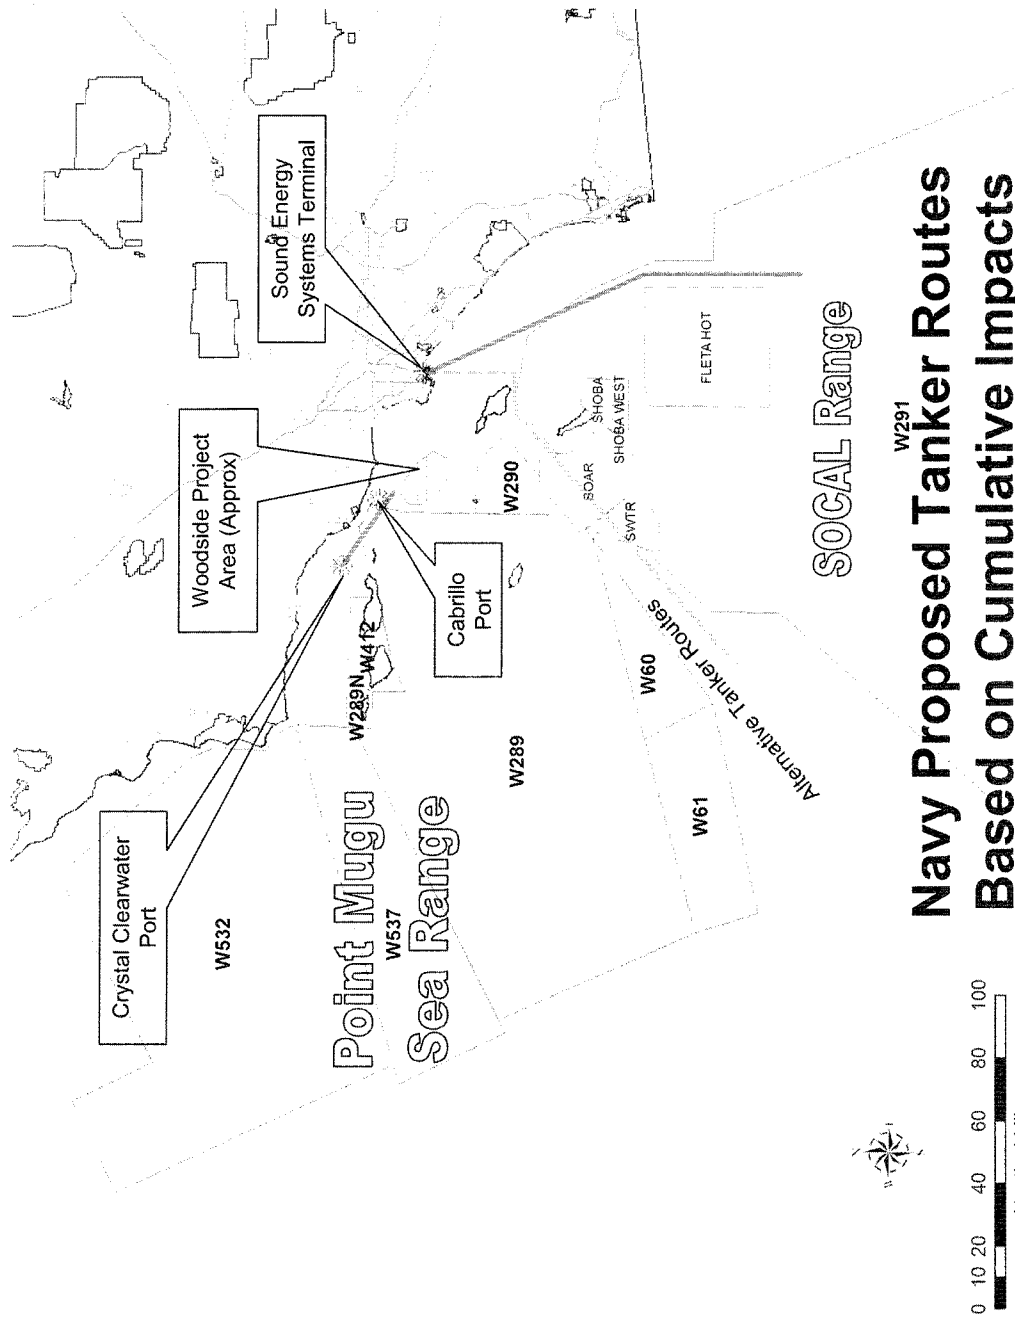 Crystal Clearwater
Port
Woodside Project
Area (Approx)
Sound Energy
Systems Terminal
Cabrillo
Port
W532
Point Mugu
W537
Sea Range
W289N
W412
W289
W290
W60
W61
SOAR
SWTR
SHOBA
SHOBA WEST
FLETA HOT
Alternative Tanker Routes
SOCAL Range
W291
Navy Proposed Tanker Routes
Based on Cumulative Impacts
0 10 20 40 60 80 100